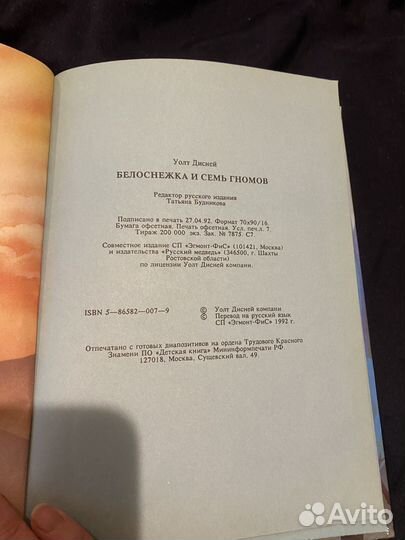 Уолт Дисней
БЕЛОСНЕЖКА И СЕМЬ ГНОМОВ
Редактор русского издания
Татьяна Будникова
Подписано в печать 27.04.92. Формат 70х90/16.
Бумага офсетная. Печать офсетная. Усл. печ.л. 7.
Тираж 200 000 экз. Зак. № 7875. С7
Совместное издание СП «Эгмонт-ФиС» (101421, Москва)
и издательства «Русский медведь» (346500, г. Шахты
Ростовской области)
по лицензии Уолт Дисней компани.
ISBN 5—86582—007—9
© Уолт Дисней компани
© Перевод на русский язык
СП «Эгмонт-ФиС» 1992 г.
Отпечатано с готовых диапозитивов на ордена Трудового Красного
Знамени ПО «Детская книга» Мининформпечати РФ.
127018, Москва, Сущевский вал, 49
Avito